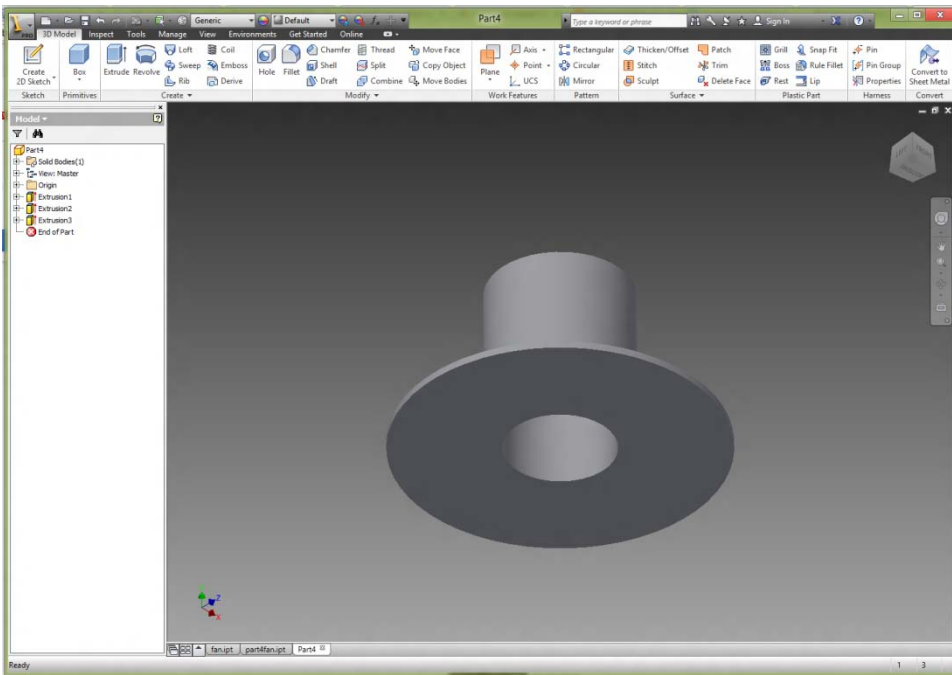 Generic Default Part4 Type a keyword or phrase Sign In
PRO 3D Model Inspect Tools Manage View Environments Get Started Online
Create 2D Sketch Box Extrude Revolve Loft Coil Hole Fillet Chamfer Thread Move Face Plane Axis Rectangular Thicken/Offset Patch Grill Snap Fit Pin Convert to Sheet Metal
Sweep Emboss Shell Split Copy Object Point Circular Stitch Trim Boss Rule Fillet Pin Group
Rib Derive Draft Combine Move Bodies UCS Mirror Sculpt Delete Face Rest Lip Properties
Sketch Primitives Create Modify Work Features Pattern Surface Plastic Part Harness Convert
Model
Part4
Solid Bodies(1)
View: Master
Origin
Extrusion1
Extrusion2
Extrusion3
End of Part
Z
X
fan.ipt part4fan.ipt Part4
Ready 1 3